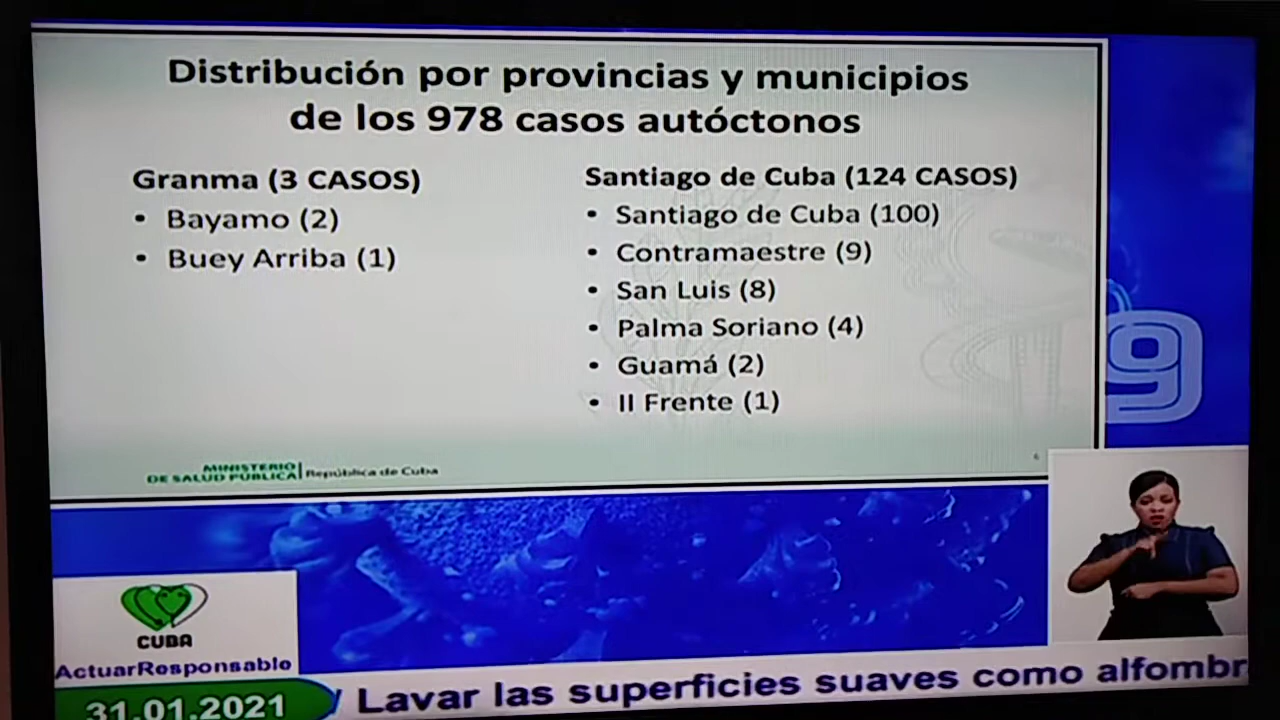 Distribución por provincias y municipios
de los 978 casos autóctonos
Granma (3 CASOS)
• Bayamo (2)
• Buey Arriba (1)
Santiago de Cuba (124 CASOS)
• Santiago de Cuba (100)
• Contramaestre (9)
• San Luis (8)
• Palma Soriano (4)
• Guamá (2)
• II Frente (1)
MINISTERIO
DE SALUD PÚBLICA
República de Cuba
6
9
CUBA
ActuarResponsable
31.01.2021
/ Lavar las superficies suaves como alfombr